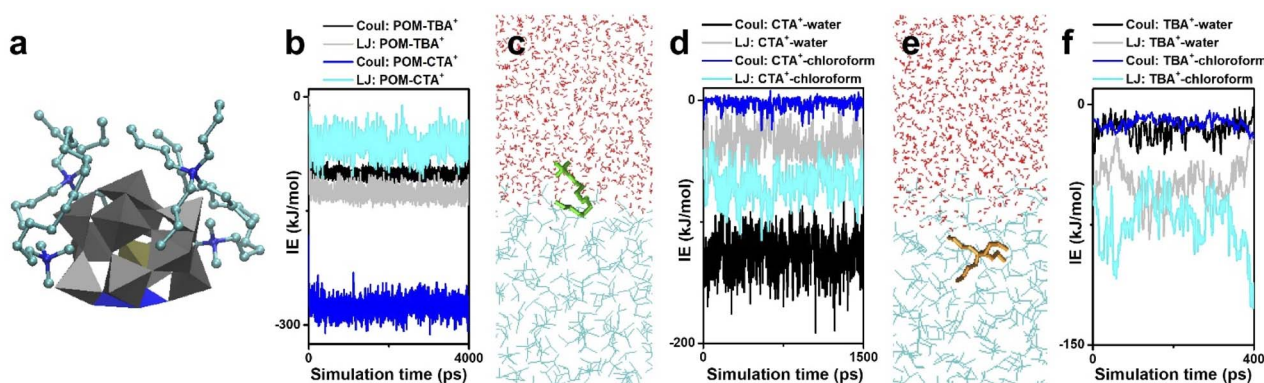 a
b
Coul: POM-TBA⁺
LJ: POM-TBA⁺
Coul: POM-CTA⁺
LJ: POM-CTA⁺
0
-300
IE (kJ/mol)
0
4000
Simulation time (ps)
c
d
Coul: CTA⁺-water
LJ: CTA⁺-water
Coul: CTA⁺-chloroform
LJ: CTA⁺-chloroform
0
-200
IE (kJ/mol)
0
1500
Simulation time (ps)
e
f
Coul: TBA⁺-water
LJ: TBA⁺-water
Coul: TBA⁺-chloroform
LJ: TBA⁺-chloroform
0
-150
IE (kJ/mol)
0
400
Simulation time (ps)